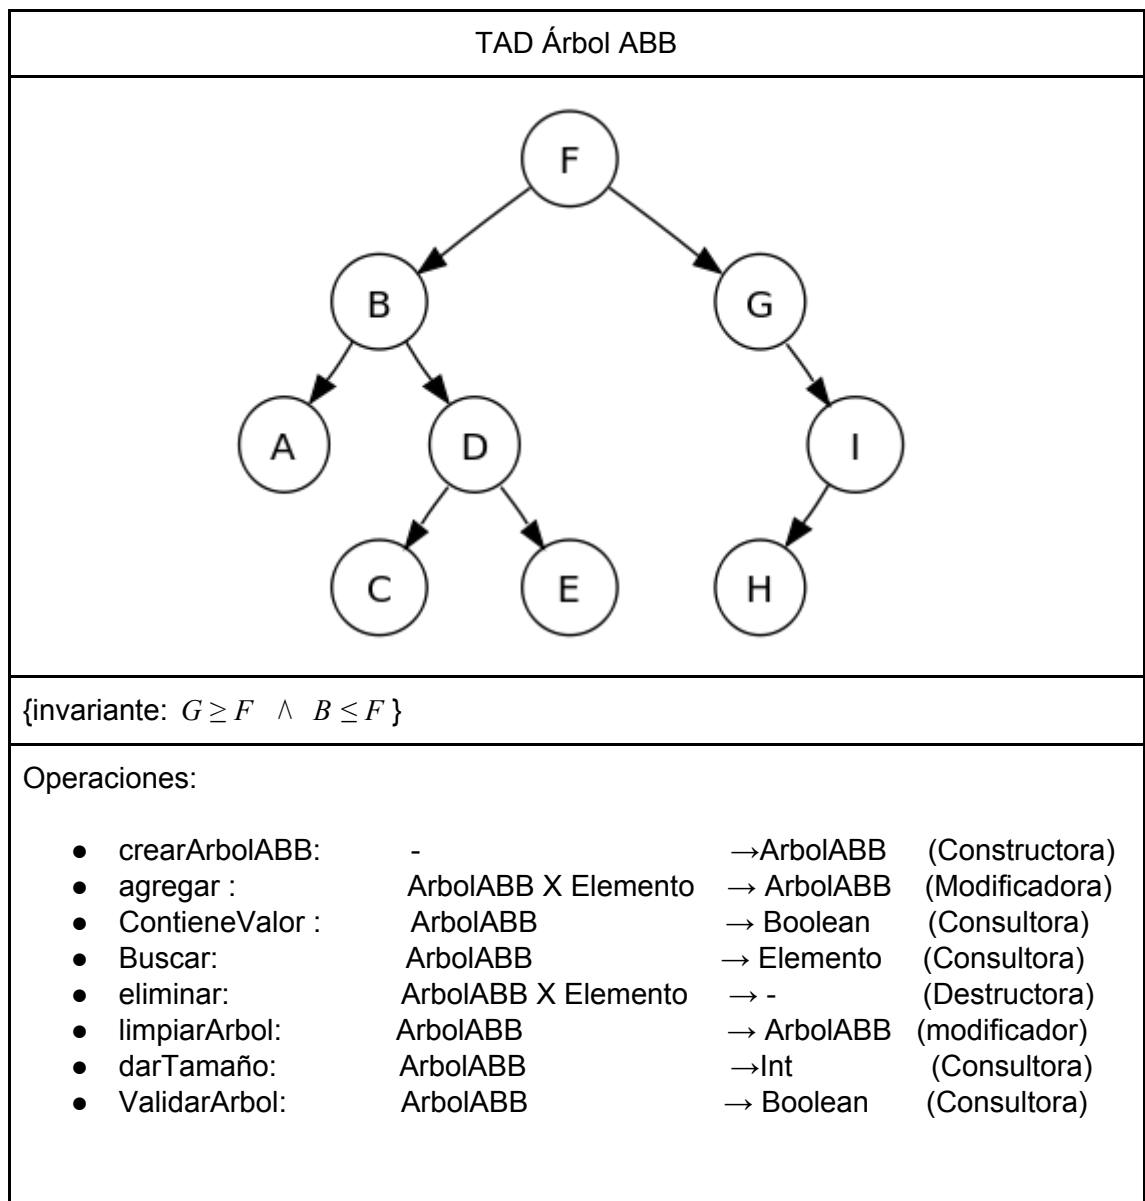 TAD Árbol ABB
F
B G
A D I
C E H
{invariante: G ≥ F ∧ B ≤ F }
Operaciones:
● crearArbolABB: - →ArbolABB (Constructora)
● agregar : ArbolABB X Elemento → ArbolABB (Modificadora)
● ContieneValor : ArbolABB → Boolean (Consultora)
● Buscar: ArbolABB → Elemento (Consultora)
● eliminar: ArbolABB X Elemento → - (Destructora)
● limpiarArbol: ArbolABB → ArbolABB (modificador)
● darTamaño: ArbolABB →Int (Consultora)
● ValidarArbol: ArbolABB → Boolean (Consultora)